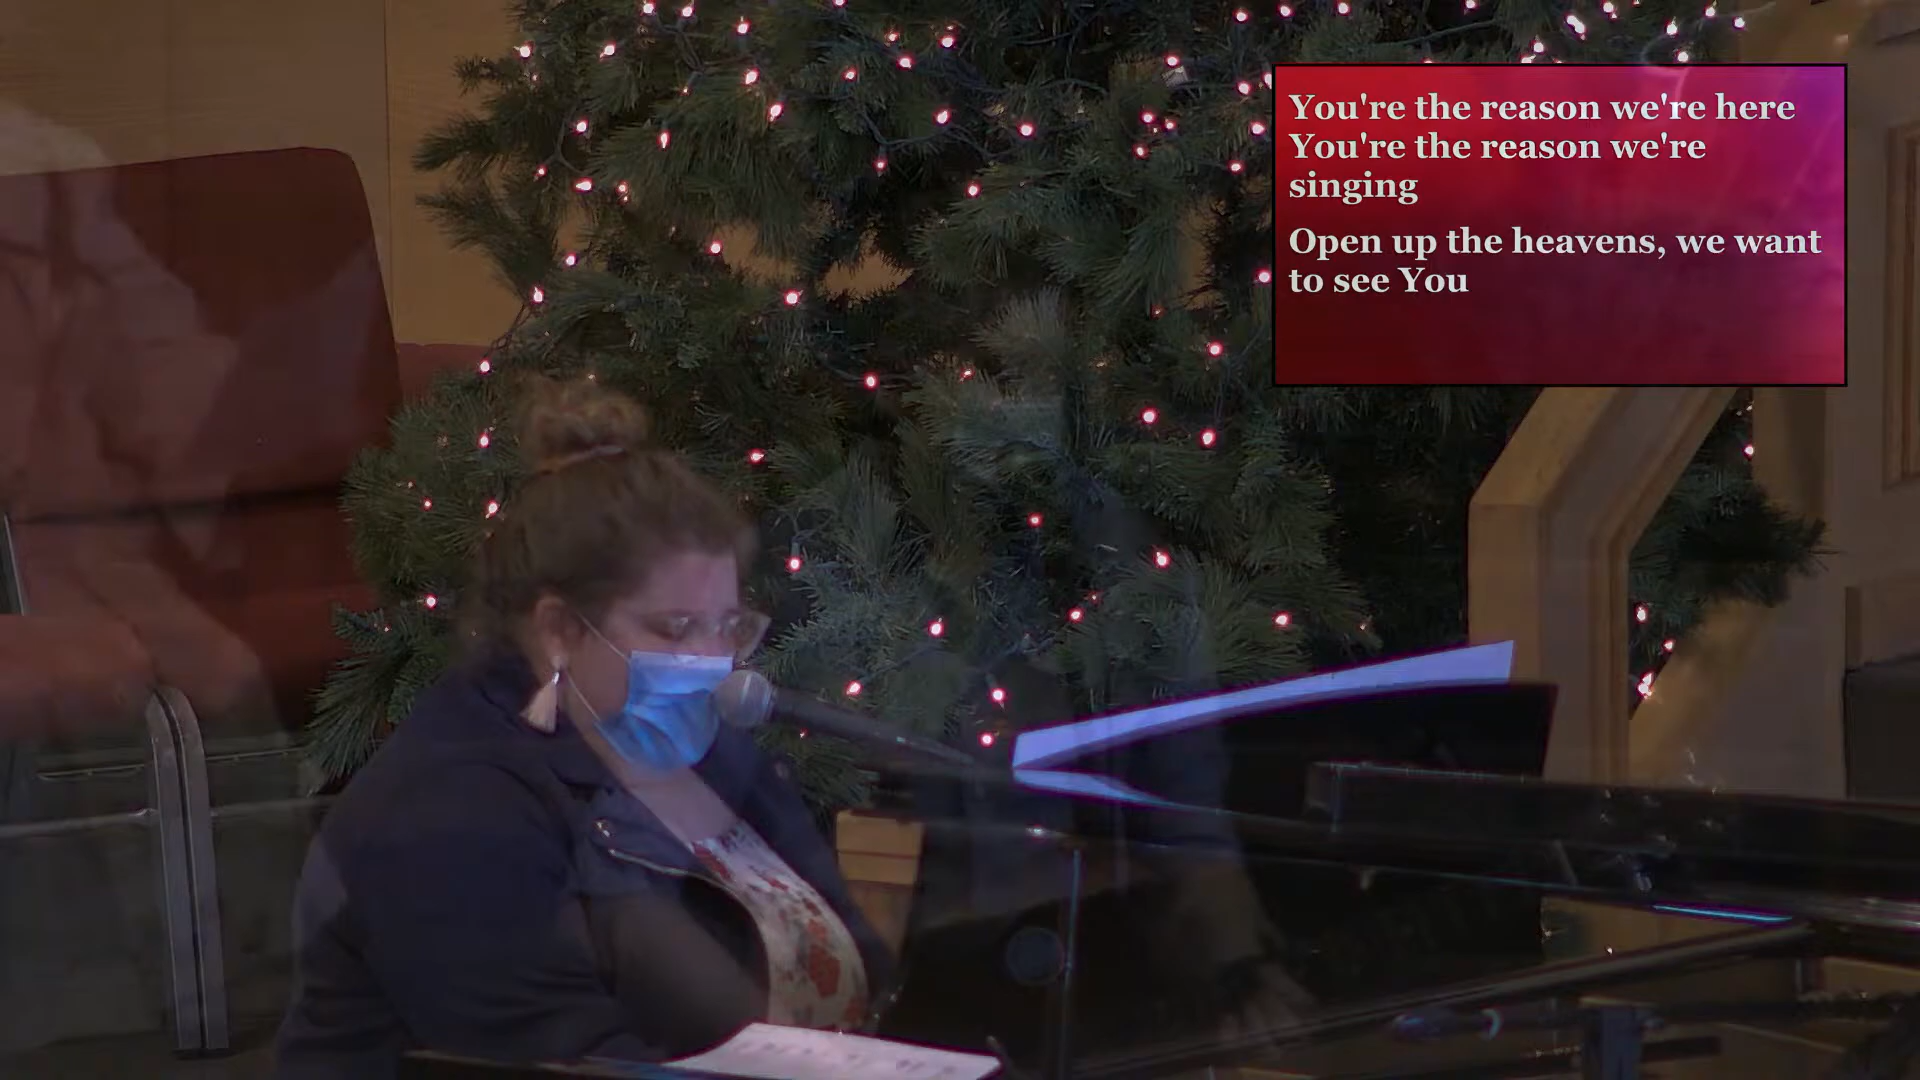 You're the reason we're here
You're the reason we're
singing
Open up the heavens, we want
to see You